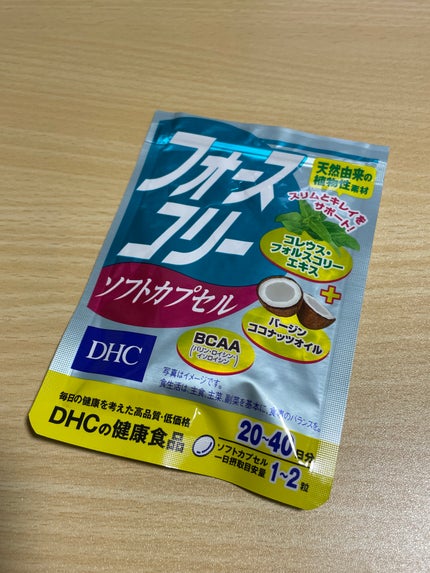 フォース
コリー
ソフトカプセル
天然由来の
植物性素材
スリムとキレイを
サポート!
コレウス・
フォルスコリー
エキス
+
バージン
ココナッツオイル
BCAA
(バリン・ロイシン・
イソロイシン)
DHC
写真はイメージです。
食生活は、主食、主菜、副菜を基本に、食事のバランスを。
毎日の健康を考えた高品質・低価格
DHCの健康食品
20~40日分
ソフトカプセル
一日摂取目安量 1~2粒